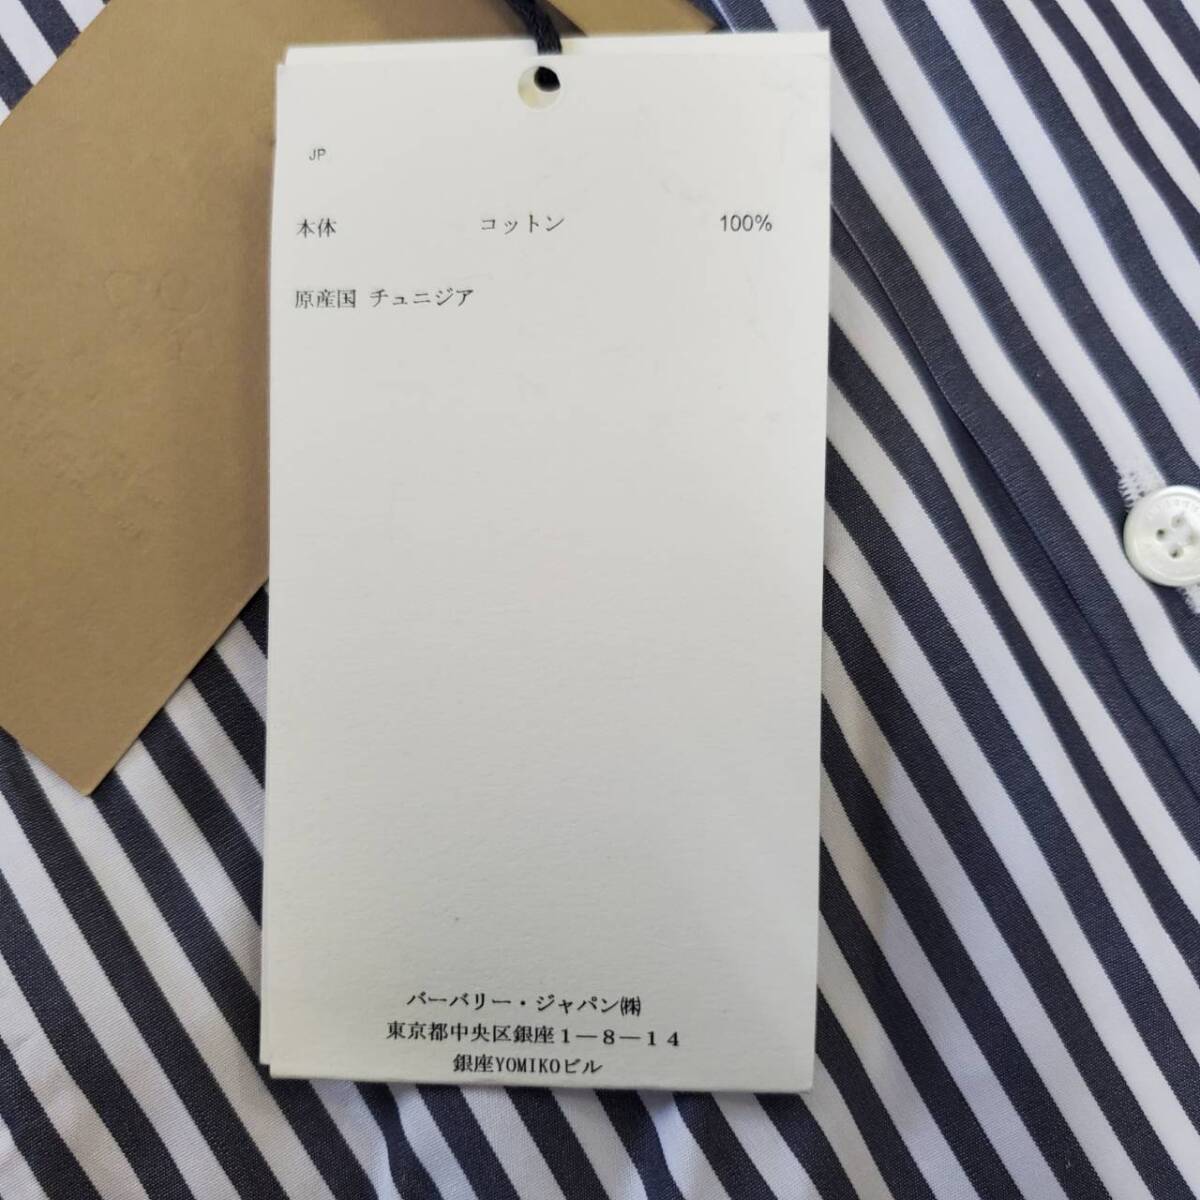 JP
本体 コットン 100%
原産国 チュニジア
バーバリー・ジャパン㈱
東京都中央区銀座1－8－14
銀座YOMIKOビル